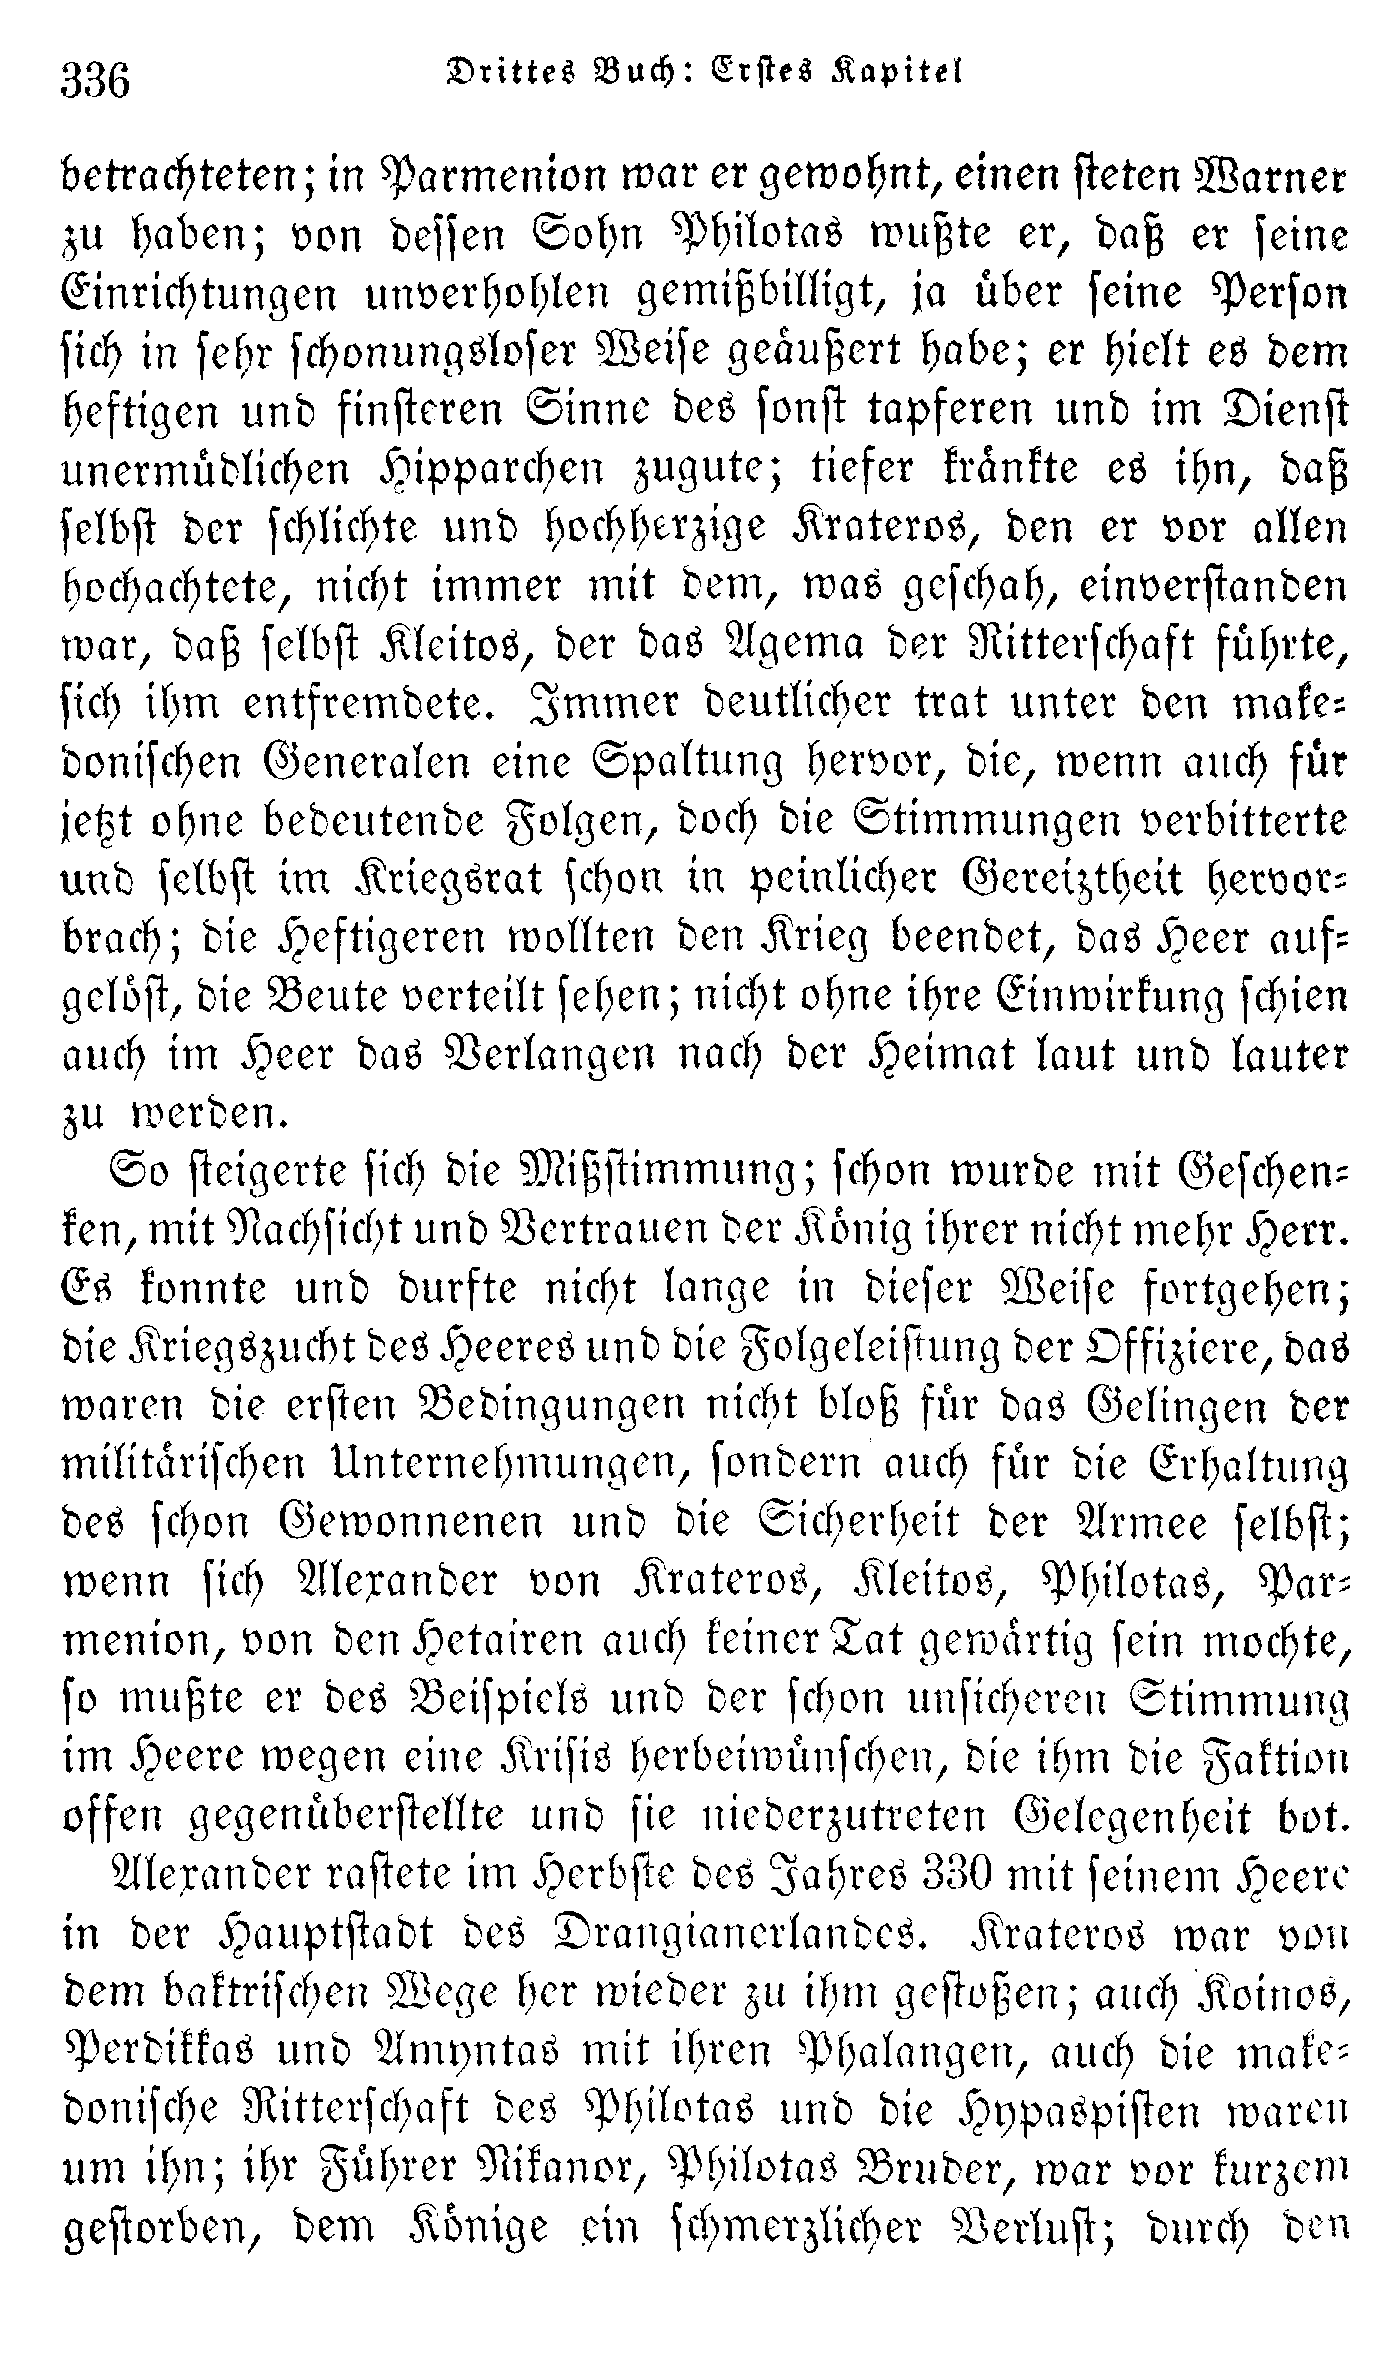 336
Drittes Buch: Erstes Kapitel
betrachteten; in Parmenion war er gewohnt, einen steten Warner
zu haben; von dessen Sohn Philotas wußte er, daß er seine
Einrichtungen unverhohlen gemißbilligt, ja über seine Person
sich in sehr schonungsloser Weise geäußert habe; er hielt es dem
heftigen und finsteren Sinne des sonst tapferen und im Dienst
unermüdlichen Hipparchen zugute; tiefer kränkte es ihn, daß
selbst der schlichte und hochherzige Krateros, den er vor allen
hochachtete, nicht immer mit dem, was geschah, einverstanden
war, daß selbst Kleitos, der das Agema der Ritterschaft führte,
sich ihm entfremdete. Immer deutlicher trat unter den make-
donischen Generalen eine Spaltung hervor, die, wenn auch für
jetzt ohne bedeutende Folgen, doch die Stimmungen verbitterte
und selbst im Kriegsrat schon in peinlicher Gereiztheit hervor-
brach; die Heftigeren wollten den Krieg beendet, das Heer auf-
gelöst, die Beute verteilt sehen; nicht ohne ihre Einwirkung schien
auch im Heer das Verlangen nach der Heimat laut und lauter
zu werden.
So steigerte sich die Mißstimmung; schon wurde mit Geschen-
ken, mit Nachsicht und Vertrauen der König ihrer nicht mehr Herr.
Es konnte und durfte nicht lange in dieser Weise fortgehen;
die Kriegszucht des Heeres und die Folgeleistung der Offiziere, das
waren die ersten Bedingungen nicht bloß für das Gelingen der
militärischen Unternehmungen, sondern auch für die Erhaltung
des schon Gewonnenen und die Sicherheit der Armee selbst;
wenn sich Alexander von Krateros, Kleitos, Philotas, Par-
menion, von den Hetairen auch keiner Tat gewärtig sein mochte,
so mußte er des Beispiels und der schon unsicheren Stimmung
im Heere wegen eine Krisis herbeiwünschen, die ihm die Faktion
offen gegenüberstellte und sie niederzutreten Gelegenheit bot.
Alexander rastete im Herbste des Jahres 330 mit seinem Heere
in der Hauptstadt des Drangianerlandes. Krateros war von
dem baktrischen Wege her wieder zu ihm gestoßen; auch Koinos,
Perdikkas und Amyntas mit ihren Phalangen, auch die make-
donische Ritterschaft des Philotas und die Hypaspisten waren
um ihn; ihr Führer Nikanor, Philotas Bruder, war vor kurzem
gestorben, dem Könige ein schmerzlicher Verlust; durch den